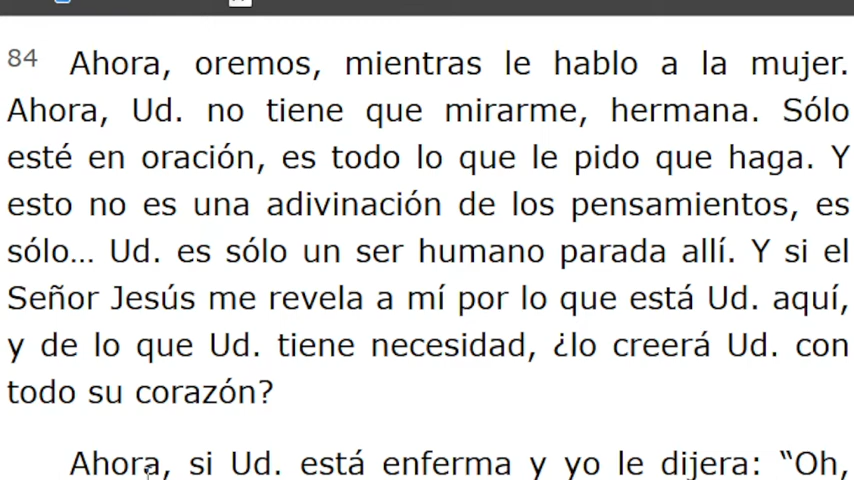 84 Ahora, oremos, mientras le hablo a la mujer.
Ahora, Ud. no tiene que mirarme, hermana. Sólo
esté en oración, es todo lo que le pido que haga. Y
esto no es una adivinación de los pensamientos, es
sólo… Ud. es sólo un ser humano parada allí. Y si el
Señor Jesús me revela a mí por lo que está Ud. aquí,
y de lo que Ud. tiene necesidad, ¿lo creerá Ud. con
todo su corazón?
Ahora, si Ud. está enferma y yo le dijera: “Oh,